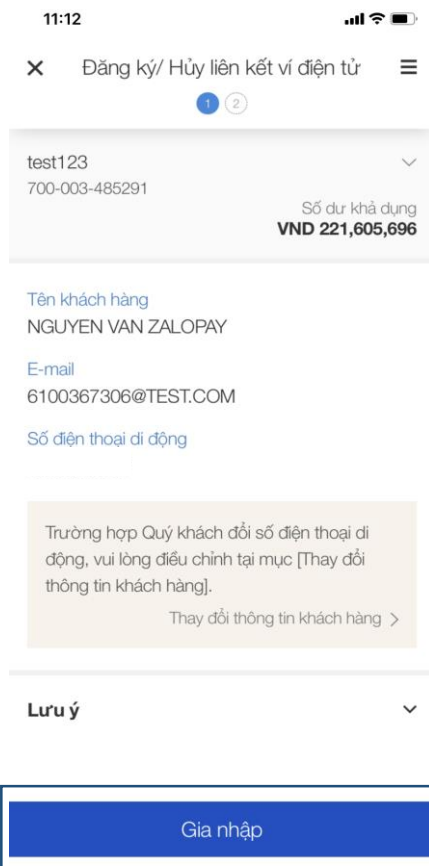 11:12
Đăng ký/ Hủy liên kết ví điện tử
1 2
test123
700-003-485291
Số dư khả dụng
VND 221,605,696
Tên khách hàng
NGUYEN VAN ZALOPAY
E-mail
6100367306@TEST.COM
Số điện thoại di động
Trường hợp Quý khách đổi số điện thoại di
động, vui lòng điều chỉnh tại mục [Thay đổi
thông tin khách hàng].
Thay đổi thông tin khách hàng >
Lưu ý
Gia nhập